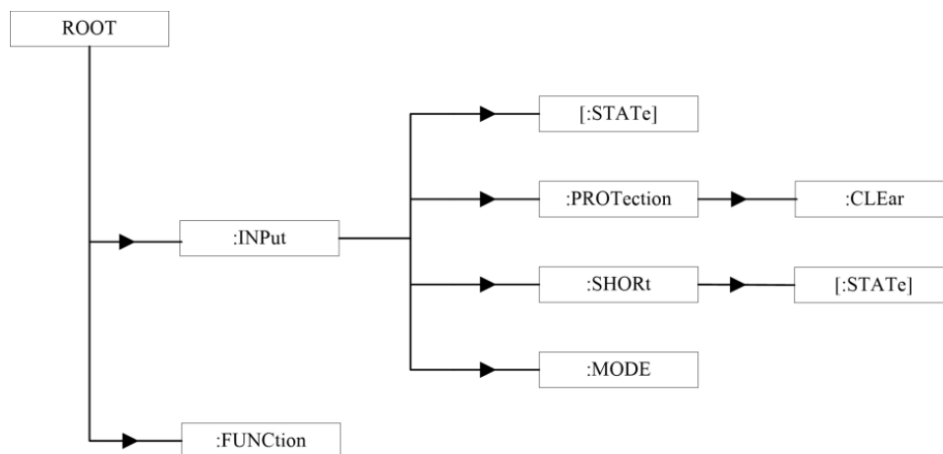 ROOT
[:STATe]
:PROTection
:CLEar
:INPut
:SHORt
[:STATe]
:MODE
:FUNCtion